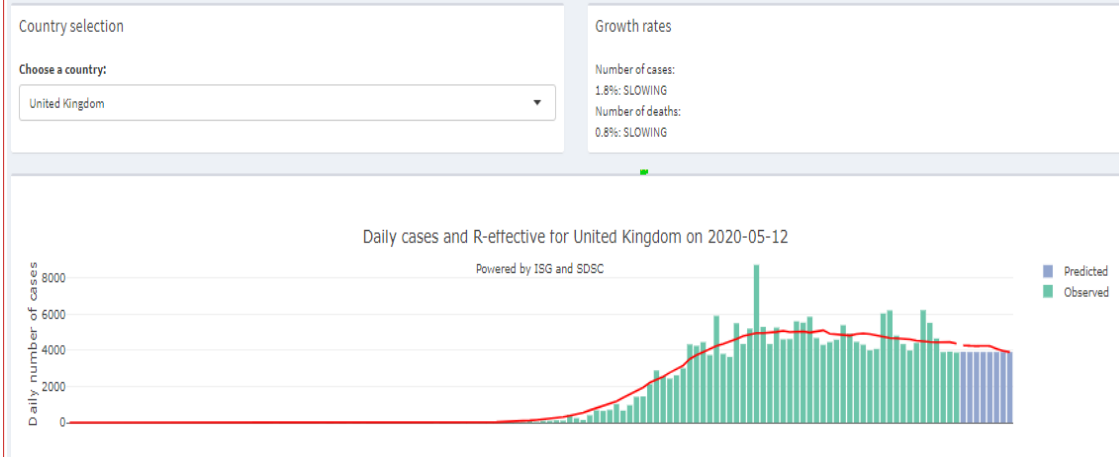 Country selection
Choose a country:
United Kingdom
Growth rates
Number of cases:
1.8%: SLOWING
Number of deaths:
0.8%: SLOWING
Daily cases and R-effective for United Kingdom on 2020-05-12
Powered by ISG and SDSC
Daily number of cases
8000
6000
4000
2000
0
Predicted
Observed